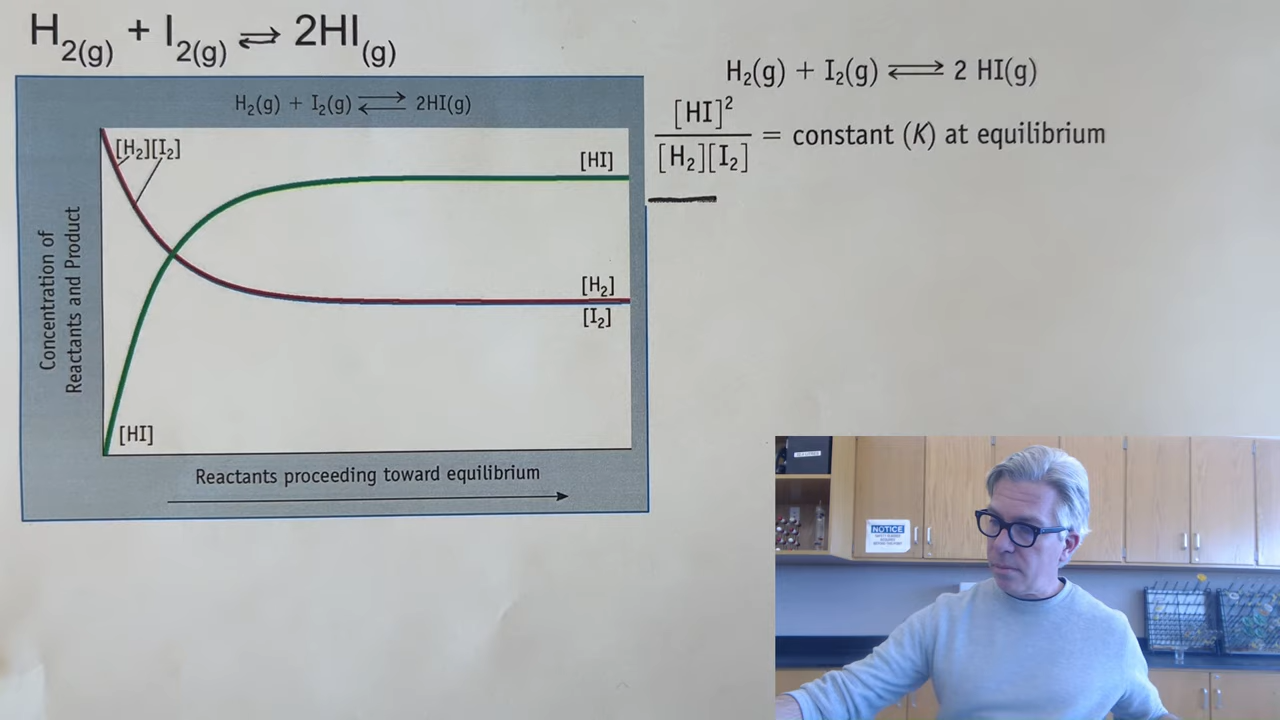 H₂(g) + I₂(g) ⇌ 2HI(g)
H₂(g) + I₂(g) ⇌ 2HI(g)
[H₂][I₂]
[HI]
[H₂]
[I₂]
[HI]
Concentration of
Reactants and Product
Reactants proceeding toward equilibrium
H₂(g) + I₂(g) ⇌ 2 HI(g)
[HI]²
[H₂][I₂]
= constant (K) at equilibrium
NOTICE